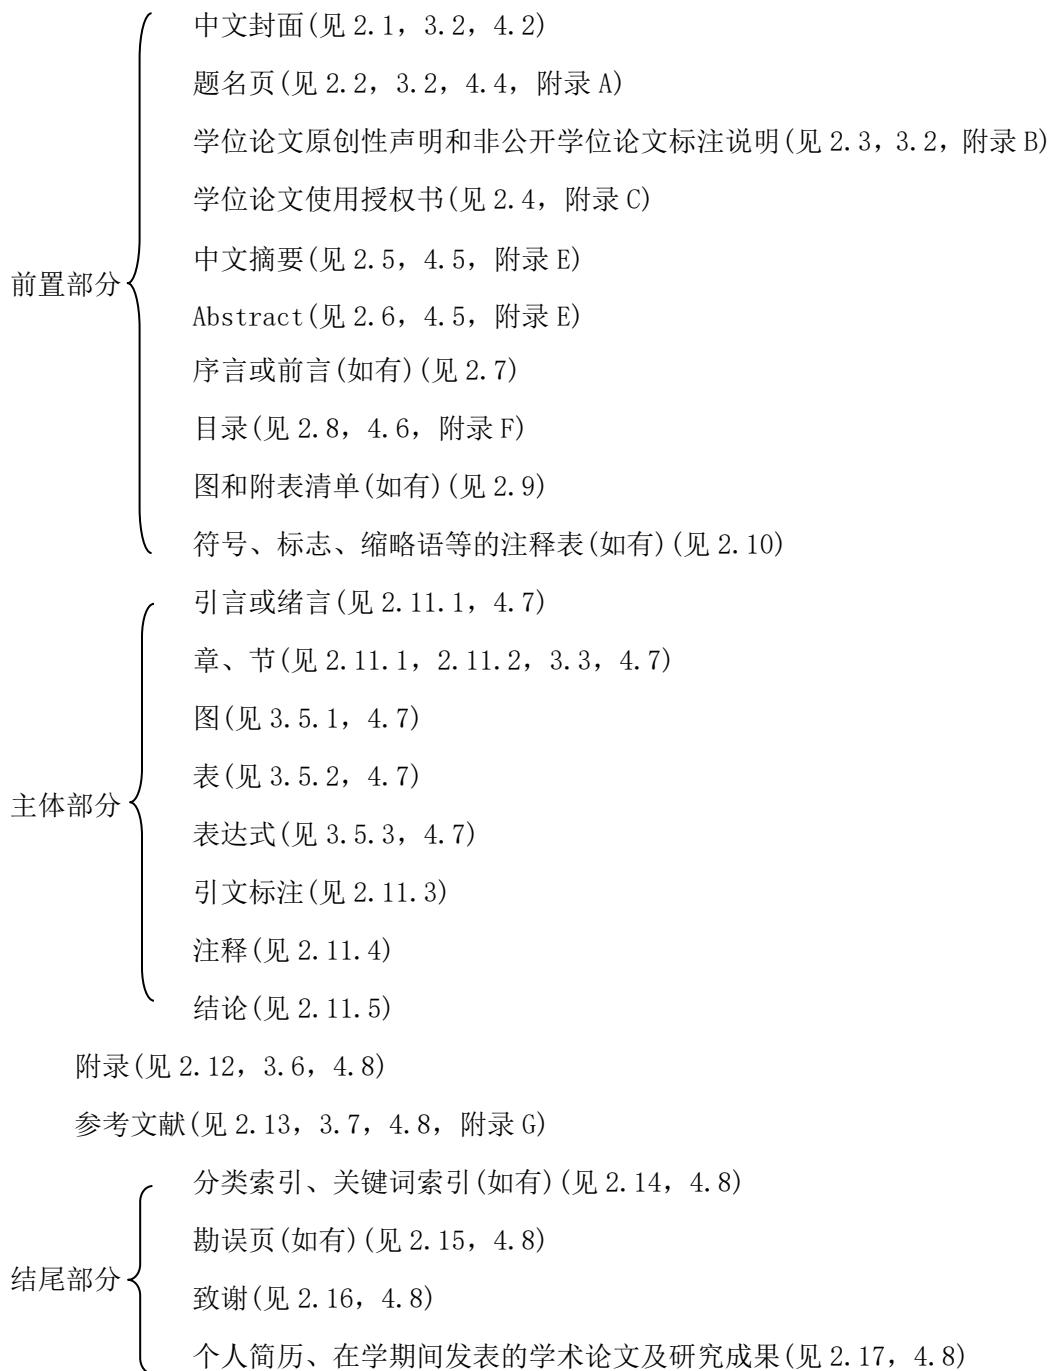 前置部分
中文封面(见 2.1, 3.2, 4.2)
题名页(见 2.2, 3.2, 4.4, 附录 A)
学位论文原创性声明和非公开学位论文标注说明(见 2.3, 3.2, 附录 B)
学位论文使用授权书(见 2.4, 附录 C)
中文摘要(见 2.5, 4.5, 附录 E)
Abstract(见 2.6, 4.5, 附录 E)
序言或前言(如有)(见 2.7)
目录(见 2.8, 4.6, 附录 F)
图和附表清单(如有)(见 2.9)
符号、标志、缩略语等的注释表(如有)(见 2.10)
主体部分
引言或绪言(见 2.11.1, 4.7)
章、节(见 2.11.1, 2.11.2, 3.3, 4.7)
图(见 3.5.1, 4.7)
表(见 3.5.2, 4.7)
表达式(见 3.5.3, 4.7)
引文标注(见 2.11.3)
注释(见 2.11.4)
结论(见 2.11.5)
附录(见 2.12, 3.6, 4.8)
参考文献(见 2.13, 3.7, 4.8, 附录 G)
结尾部分
分类索引、关键词索引(如有)(见 2.14, 4.8)
勘误页(如有)(见 2.15, 4.8)
致谢(见 2.16, 4.8)
个人简历、在学期间发表的学术论文及研究成果(见 2.17, 4.8)